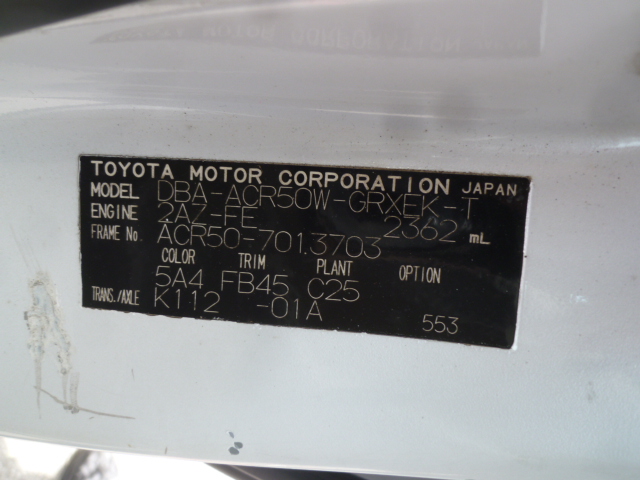 TOYOTA MOTOR CORPORATION JAPAN
MODEL DBA-ACR50W-GRXEK-T
ENGINE 2AZ-FE 2362 mL
FRAME No. ACR50-7013703
COLOR TRIM PLANT OPTION
5A4 FB45 C25
TRANS./AXLE K112 -01A
553